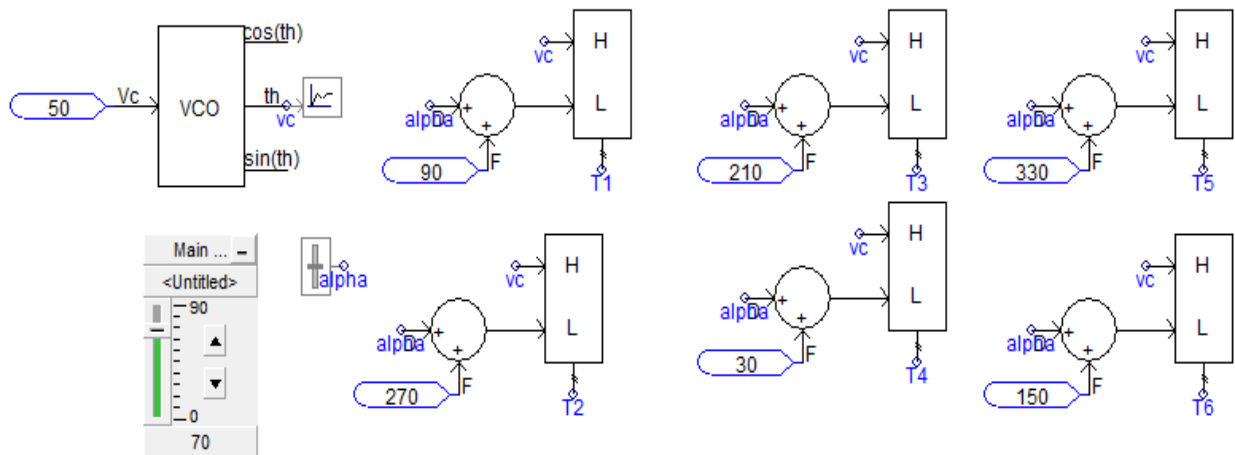 cos(th)
50
Vc
VCO
th
vc
sin(th)
vc
H
L
alpha
D
+
+
90
F
T1
vc
H
L
alpha
D
+
+
210
F
T3
vc
H
L
alpha
D
+
+
330
F
T5
Main ...
<Untitled>
90
0
70
alpha
vc
H
L
alpha
D
+
+
270
F
T2
vc
H
L
alpha
D
+
+
30
F
T4
vc
H
L
alpha
D
+
+
150
F
T6